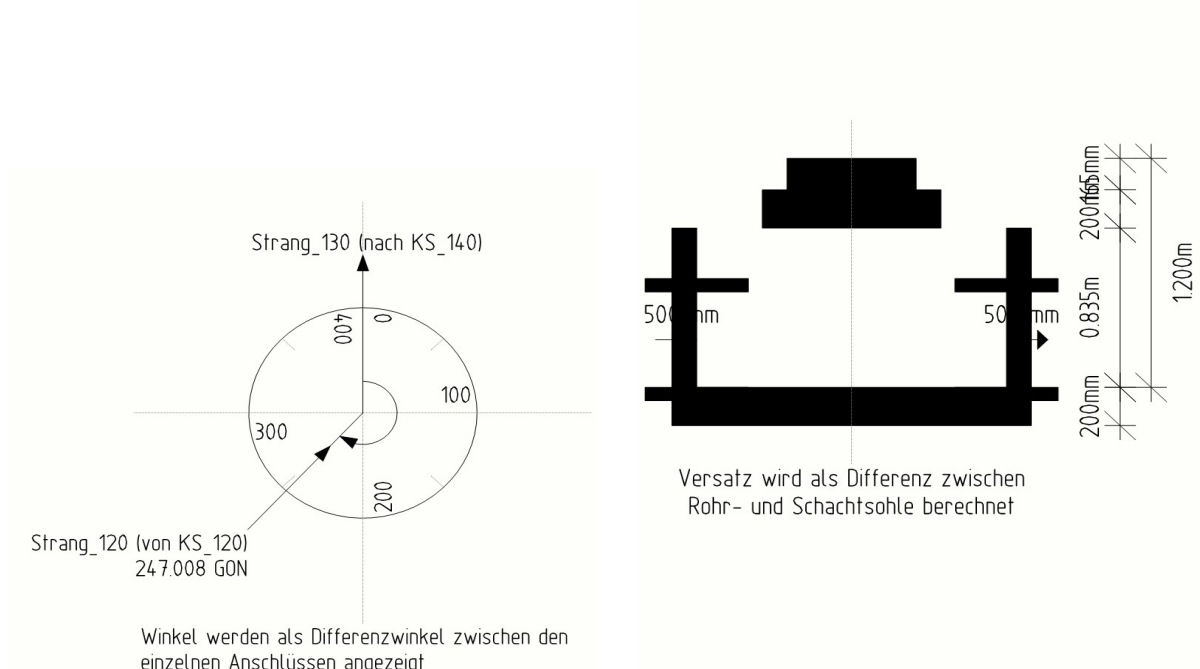 Strang_130 (nach KS_140)
400
0
100
300
200
Strang_120 (von KS_120)
247.008 GON
Winkel werden als Differenzwinkel zwischen den
einzelnen Anschlüssen angezeigt
165mm
200mm
0.835m
1.200m
200mm
Versatz wird als Differenz zwischen
Rohr- und Schachtsohle berechnet